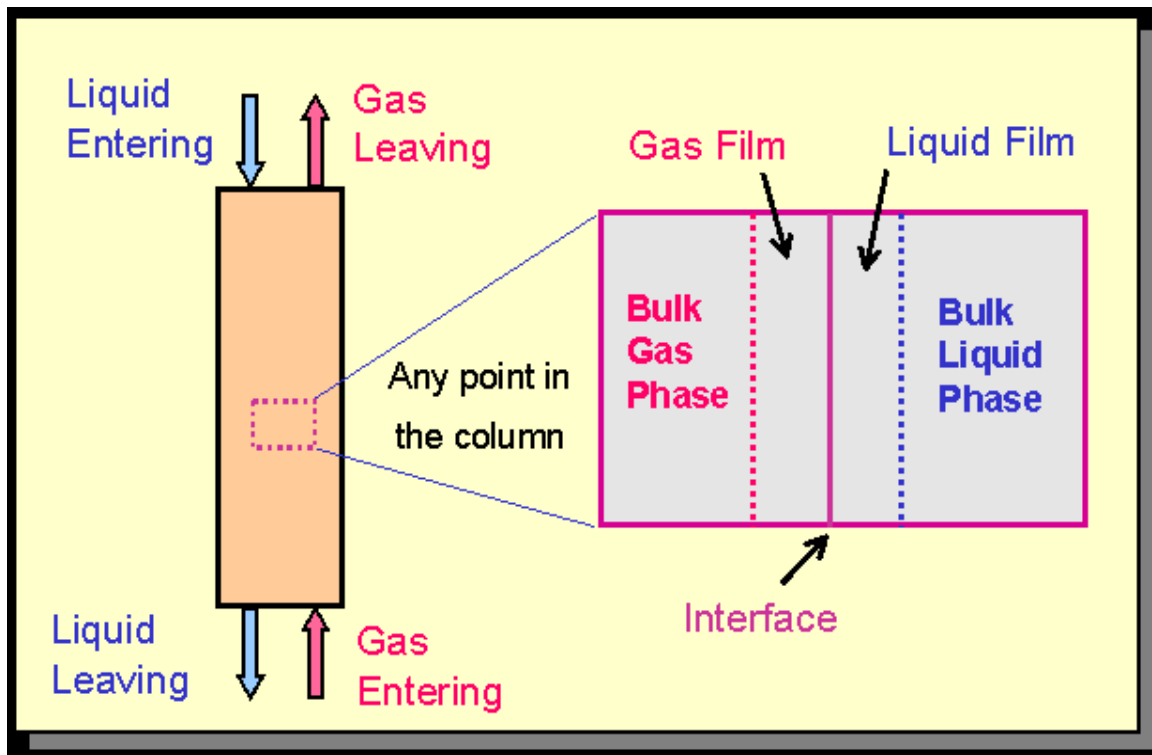 Liquid
Entering
Gas
Leaving
Gas Film
Liquid Film
Bulk
Gas
Phase
Bulk
Liquid
Phase
Any point in
the column
Interface
Liquid
Leaving
Gas
Entering